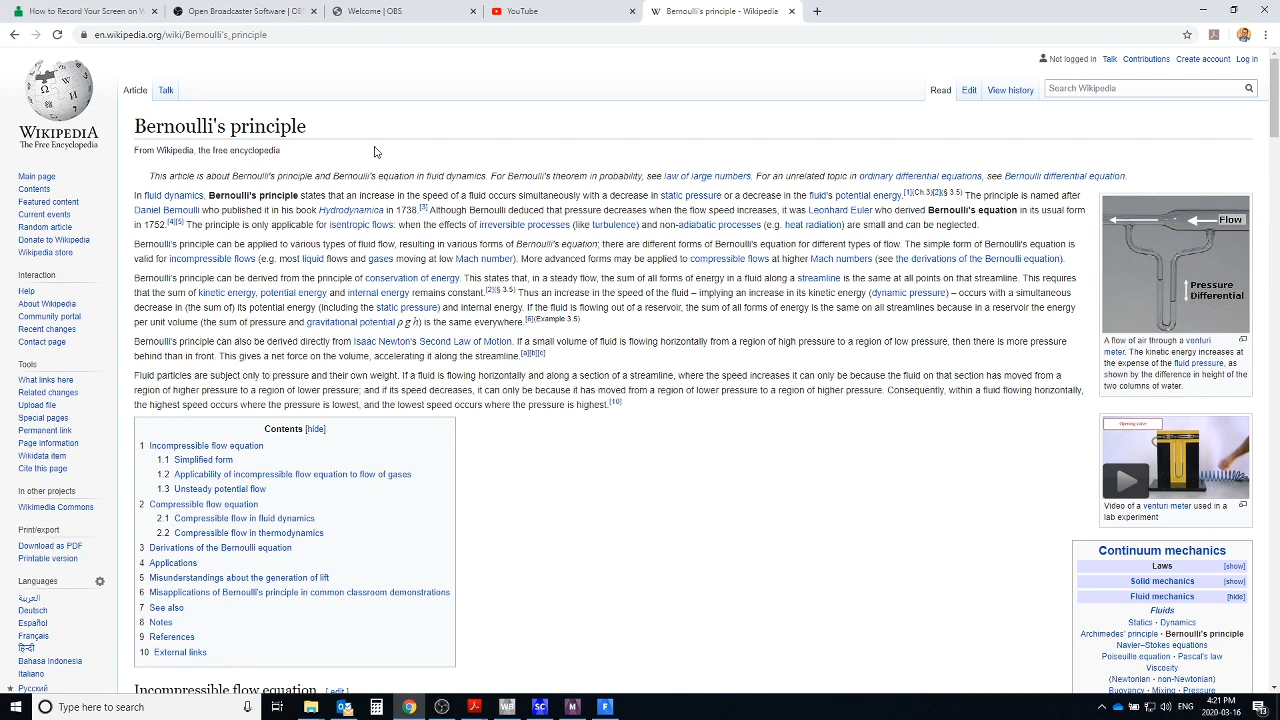 How to Record Your Screen on W
Open Broadcaster Software | OBS
Welcome | OBS
YouTube
Bernoulli's principle - Wikipedia
en.wikipedia.org/wiki/Bernoulli's_principle
Not logged in Talk Contributions Create account Log in
Article Talk Read Edit View history Search Wikipedia
WIKIPEDIA
The Free Encyclopedia
Main page
Contents
Featured content
Current events
Random article
Donate to Wikipedia
Wikipedia store
Interaction
Help
About Wikipedia
Community portal
Recent changes
Contact page
Tools
What links here
Related changes
Upload file
Special pages
Permanent link
Page information
Wikidata item
Cite this page
In other projects
Wikimedia Commons
Print/export
Download as PDF
Printable version
Languages
العربية
Deutsch
Español
Français
हिन्दी
Bahasa Indonesia
Italiano
Русский
Bernoulli's principle
From Wikipedia, the free encyclopedia
This article is about Bernoulli's principle and Bernoulli's equation in fluid dynamics. For Bernoulli's theorem in probability, see law of large numbers. For an unrelated topic in ordinary differential equations, see Bernoulli differential equation.
In fluid dynamics, Bernoulli's principle states that an increase in the speed of a fluid occurs simultaneously with a decrease in static pressure or a decrease in the fluid's potential energy.[1](Ch.3)[2](§ 3.5) The principle is named after
Daniel Bernoulli who published it in his book Hydrodynamica in 1738.[3] Although Bernoulli deduced that pressure decreases when the flow speed increases, it was Leonhard Euler who derived Bernoulli's equation in its usual form
in 1752.[4][5] The principle is only applicable for isentropic flows: when the effects of irreversible processes (like turbulence) and non-adiabatic processes (e.g. heat radiation) are small and can be neglected.
Bernoulli's principle can be applied to various types of fluid flow, resulting in various forms of Bernoulli's equation; there are different forms of Bernoulli's equation for different types of flow. The simple form of Bernoulli's equation is
valid for incompressible flows (e.g. most liquid flows and gases moving at low Mach number). More advanced forms may be applied to compressible flows at higher Mach numbers (see the derivations of the Bernoulli equation).
Bernoulli's principle can be derived from the principle of conservation of energy. This states that, in a steady flow, the sum of all forms of energy in a fluid along a streamline is the same at all points on that streamline. This requires
that the sum of kinetic energy, potential energy and internal energy remains constant.[2](§ 3.5) Thus an increase in the speed of the fluid – implying an increase in its kinetic energy (dynamic pressure) – occurs with a simultaneous
decrease in (the sum of) its potential energy (including the static pressure) and internal energy. If the fluid is flowing out of a reservoir, the sum of all forms of energy is the same on all streamlines because in a reservoir the energy
per unit volume (the sum of pressure and gravitational potential ρ g h) is the same everywhere.[6](Example 3.5)
Bernoulli's principle can also be derived directly from Isaac Newton's Second Law of Motion. If a small volume of fluid is flowing horizontally from a region of high pressure to a region of low pressure, then there is more pressure
behind than in front. This gives a net force on the volume, accelerating it along the streamline.[a][b][c]
Fluid particles are subject only to pressure and their own weight. If a fluid is flowing horizontally and along a section of a streamline, where the speed increases it can only be because the fluid on that section has moved from a
region of higher pressure to a region of lower pressure; and if its speed decreases, it can only be because it has moved from a region of lower pressure to a region of higher pressure. Consequently, within a fluid flowing horizontally,
the highest speed occurs where the pressure is lowest, and the lowest speed occurs where the pressure is highest.[10]
Contents [hide]
1 Incompressible flow equation
1.1 Simplified form
1.2 Applicability of incompressible flow equation to flow of gases
1.3 Unsteady potential flow
2 Compressible flow equation
2.1 Compressible flow in fluid dynamics
2.2 Compressible flow in thermodynamics
3 Derivations of the Bernoulli equation
4 Applications
5 Misunderstandings about the generation of lift
6 Misapplications of Bernoulli's principle in common classroom demonstrations
7 See also
8 Notes
9 References
10 External links
Incompressible flow equation [edit]
Flow
Pressure
Differential
A flow of air through a venturi
meter. The kinetic energy increases at
the expense of the fluid pressure, as
shown by the difference in height of the
two columns of water.
Opening valve
Video of a venturi meter used in a
lab experiment
Continuum mechanics
Laws [show]
Solid mechanics [show]
Fluid mechanics [hide]
Fluids
Statics · Dynamics
Archimedes' principle · Bernoulli's principle
Navier–Stokes equations
Poiseuille equation · Pascal's law
Viscosity
(Newtonian · non-Newtonian)
Buoyancy · Mixing · Pressure
Type here to search
WB
SC
M
F
ENG
4:21 PM
2020-03-16